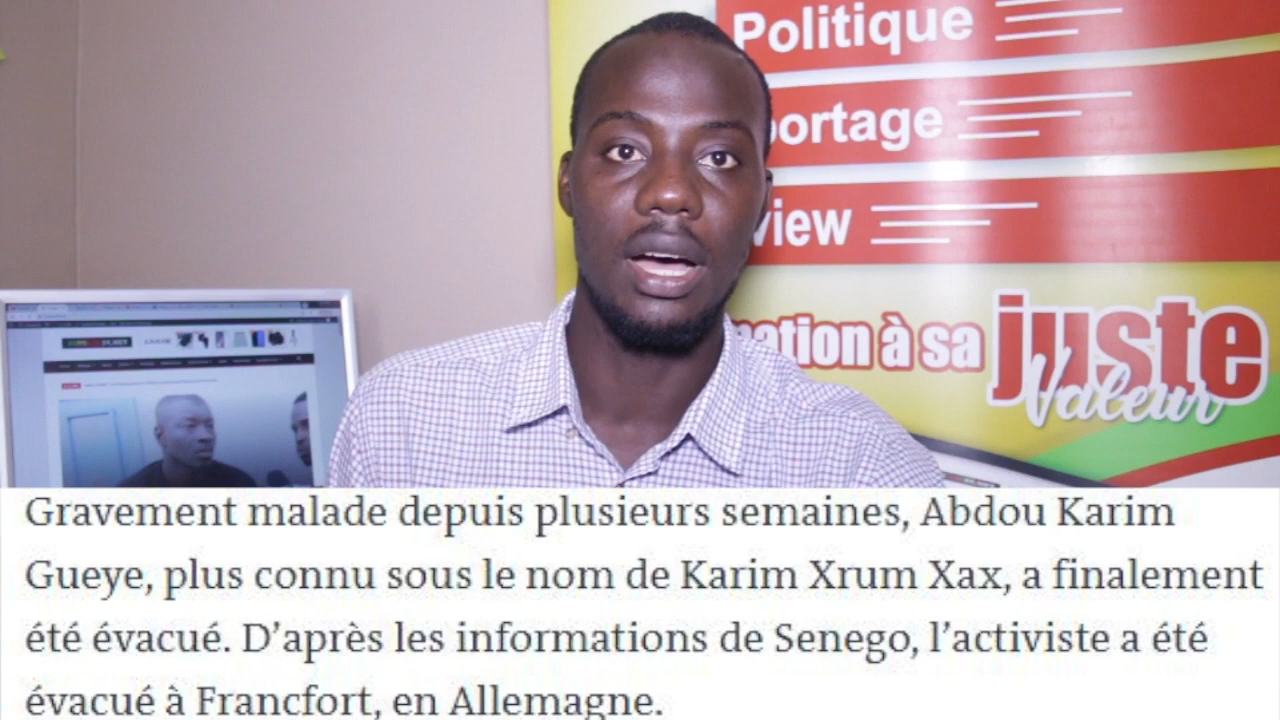 Politique
portage
view
mation à sa juste
Valeur
Gravement malade depuis plusieurs semaines, Abdou Karim
Gueye, plus connu sous le nom de Karim Xrum Xax, a finalement
été évacué. D’après les informations de Senego, l’activiste a été
évacué à Francfort, en Allemagne.